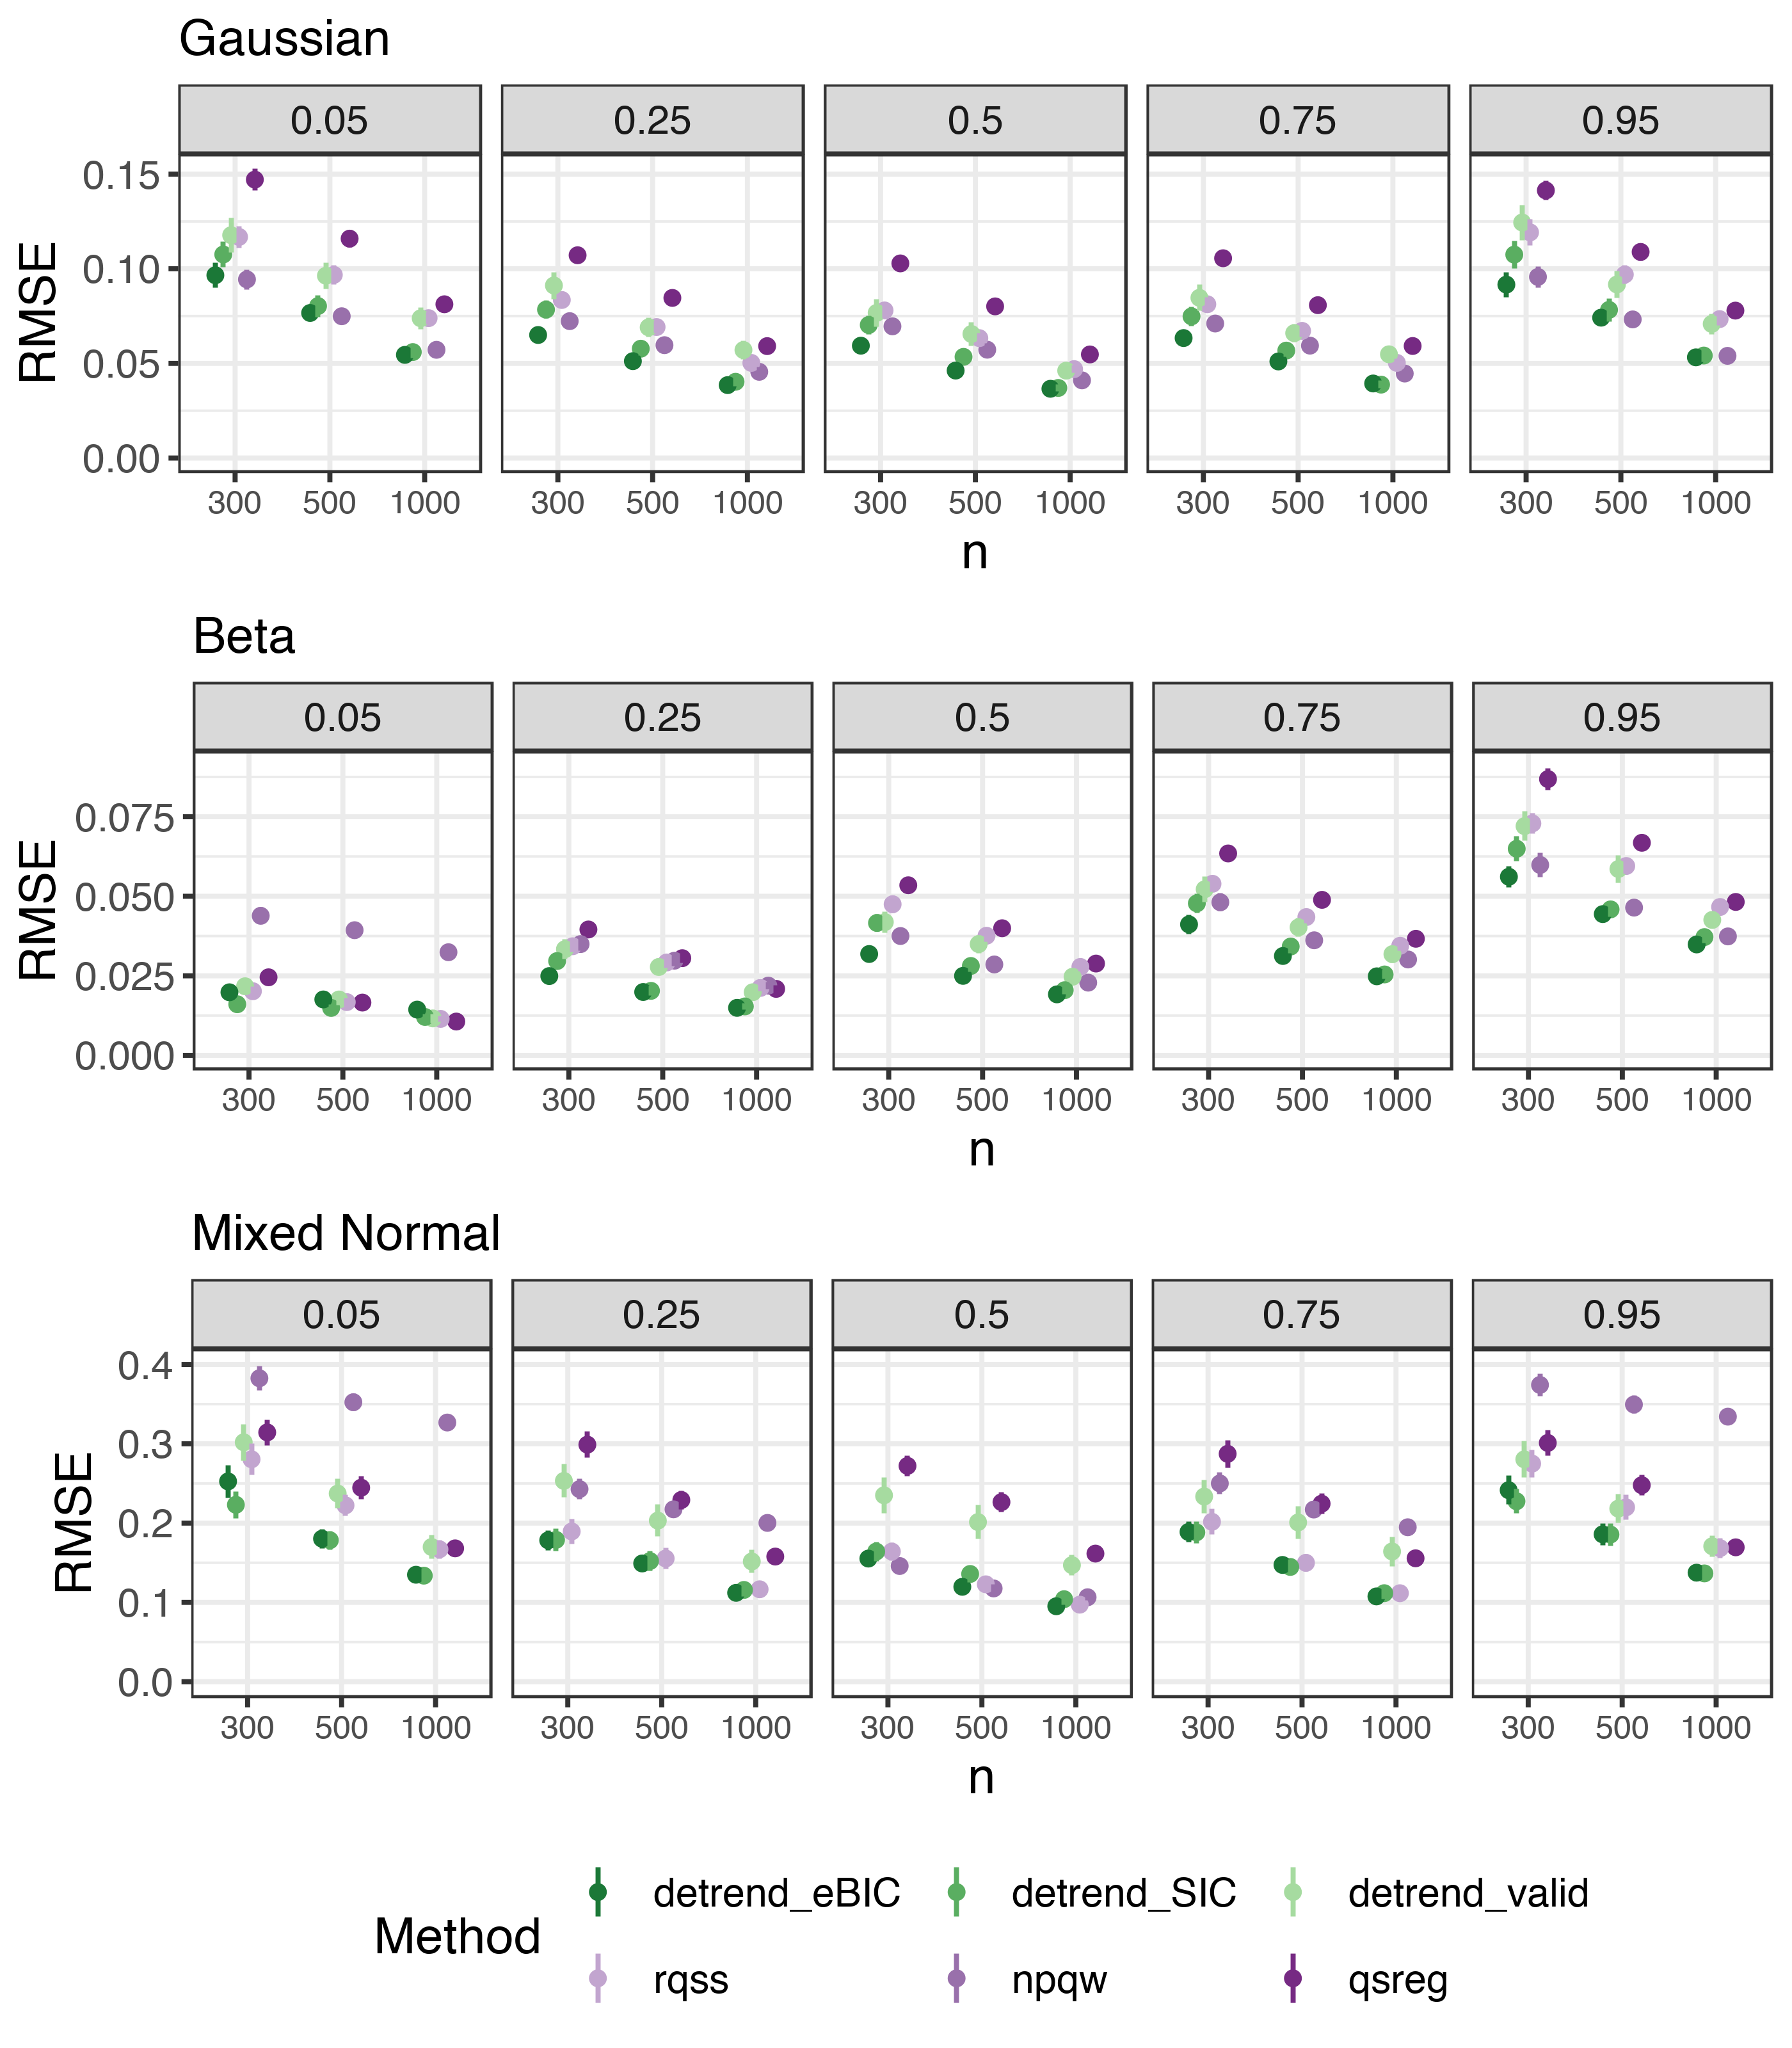 Gaussian
0.05 0.25 0.5 0.75 0.95
RMSE
0.15
0.10
0.05
0.00
300 500 1000 300 500 1000 300 500 1000 300 500 1000 300 500 1000
n
Beta
0.05 0.25 0.5 0.75 0.95
RMSE
0.075
0.050
0.025
0.000
300 500 1000 300 500 1000 300 500 1000 300 500 1000 300 500 1000
n
Mixed Normal
0.05 0.25 0.5 0.75 0.95
RMSE
0.4
0.3
0.2
0.1
0.0
300 500 1000 300 500 1000 300 500 1000 300 500 1000 300 500 1000
n
Method
detrend_eBIC detrend_SIC detrend_valid
rqss npqw qsreg